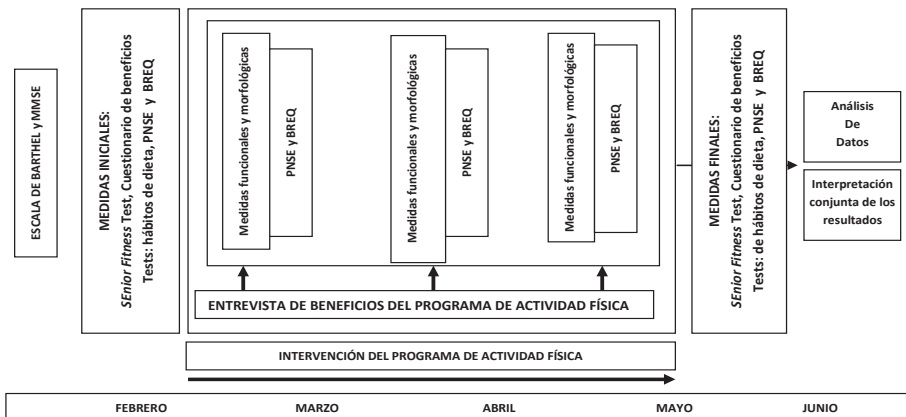 ESCALA DE BARTHEL y MMSE
MEDIDAS INICIALES:
SEnior Fitness Test, Cuestionario de beneficios
Tests: hábitos de dieta, PNSE y BREQ
Medidas funcionales y morfológicas
PNSE y BREQ
Medidas funcionales y morfológicas
PNSE y BREQ
Medidas funcionales y morfológicas
PNSE y BREQ
ENTREVISTA DE BENEFICIOS DEL PROGRAMA DE ACTIVIDAD FÍSICA
INTERVENCIÓN DEL PROGRAMA DE ACTIVIDAD FÍSICA
MEDIDAS FINALES:
SEnior Fitness Test, Cuestionario de beneficios
Tests: de hábitos de dieta, PNSE y BREQ
Análisis
De
Datos
Interpretación
conjunta de los
resultados
FEBRERO MARZO ABRIL MAYO JUNIO